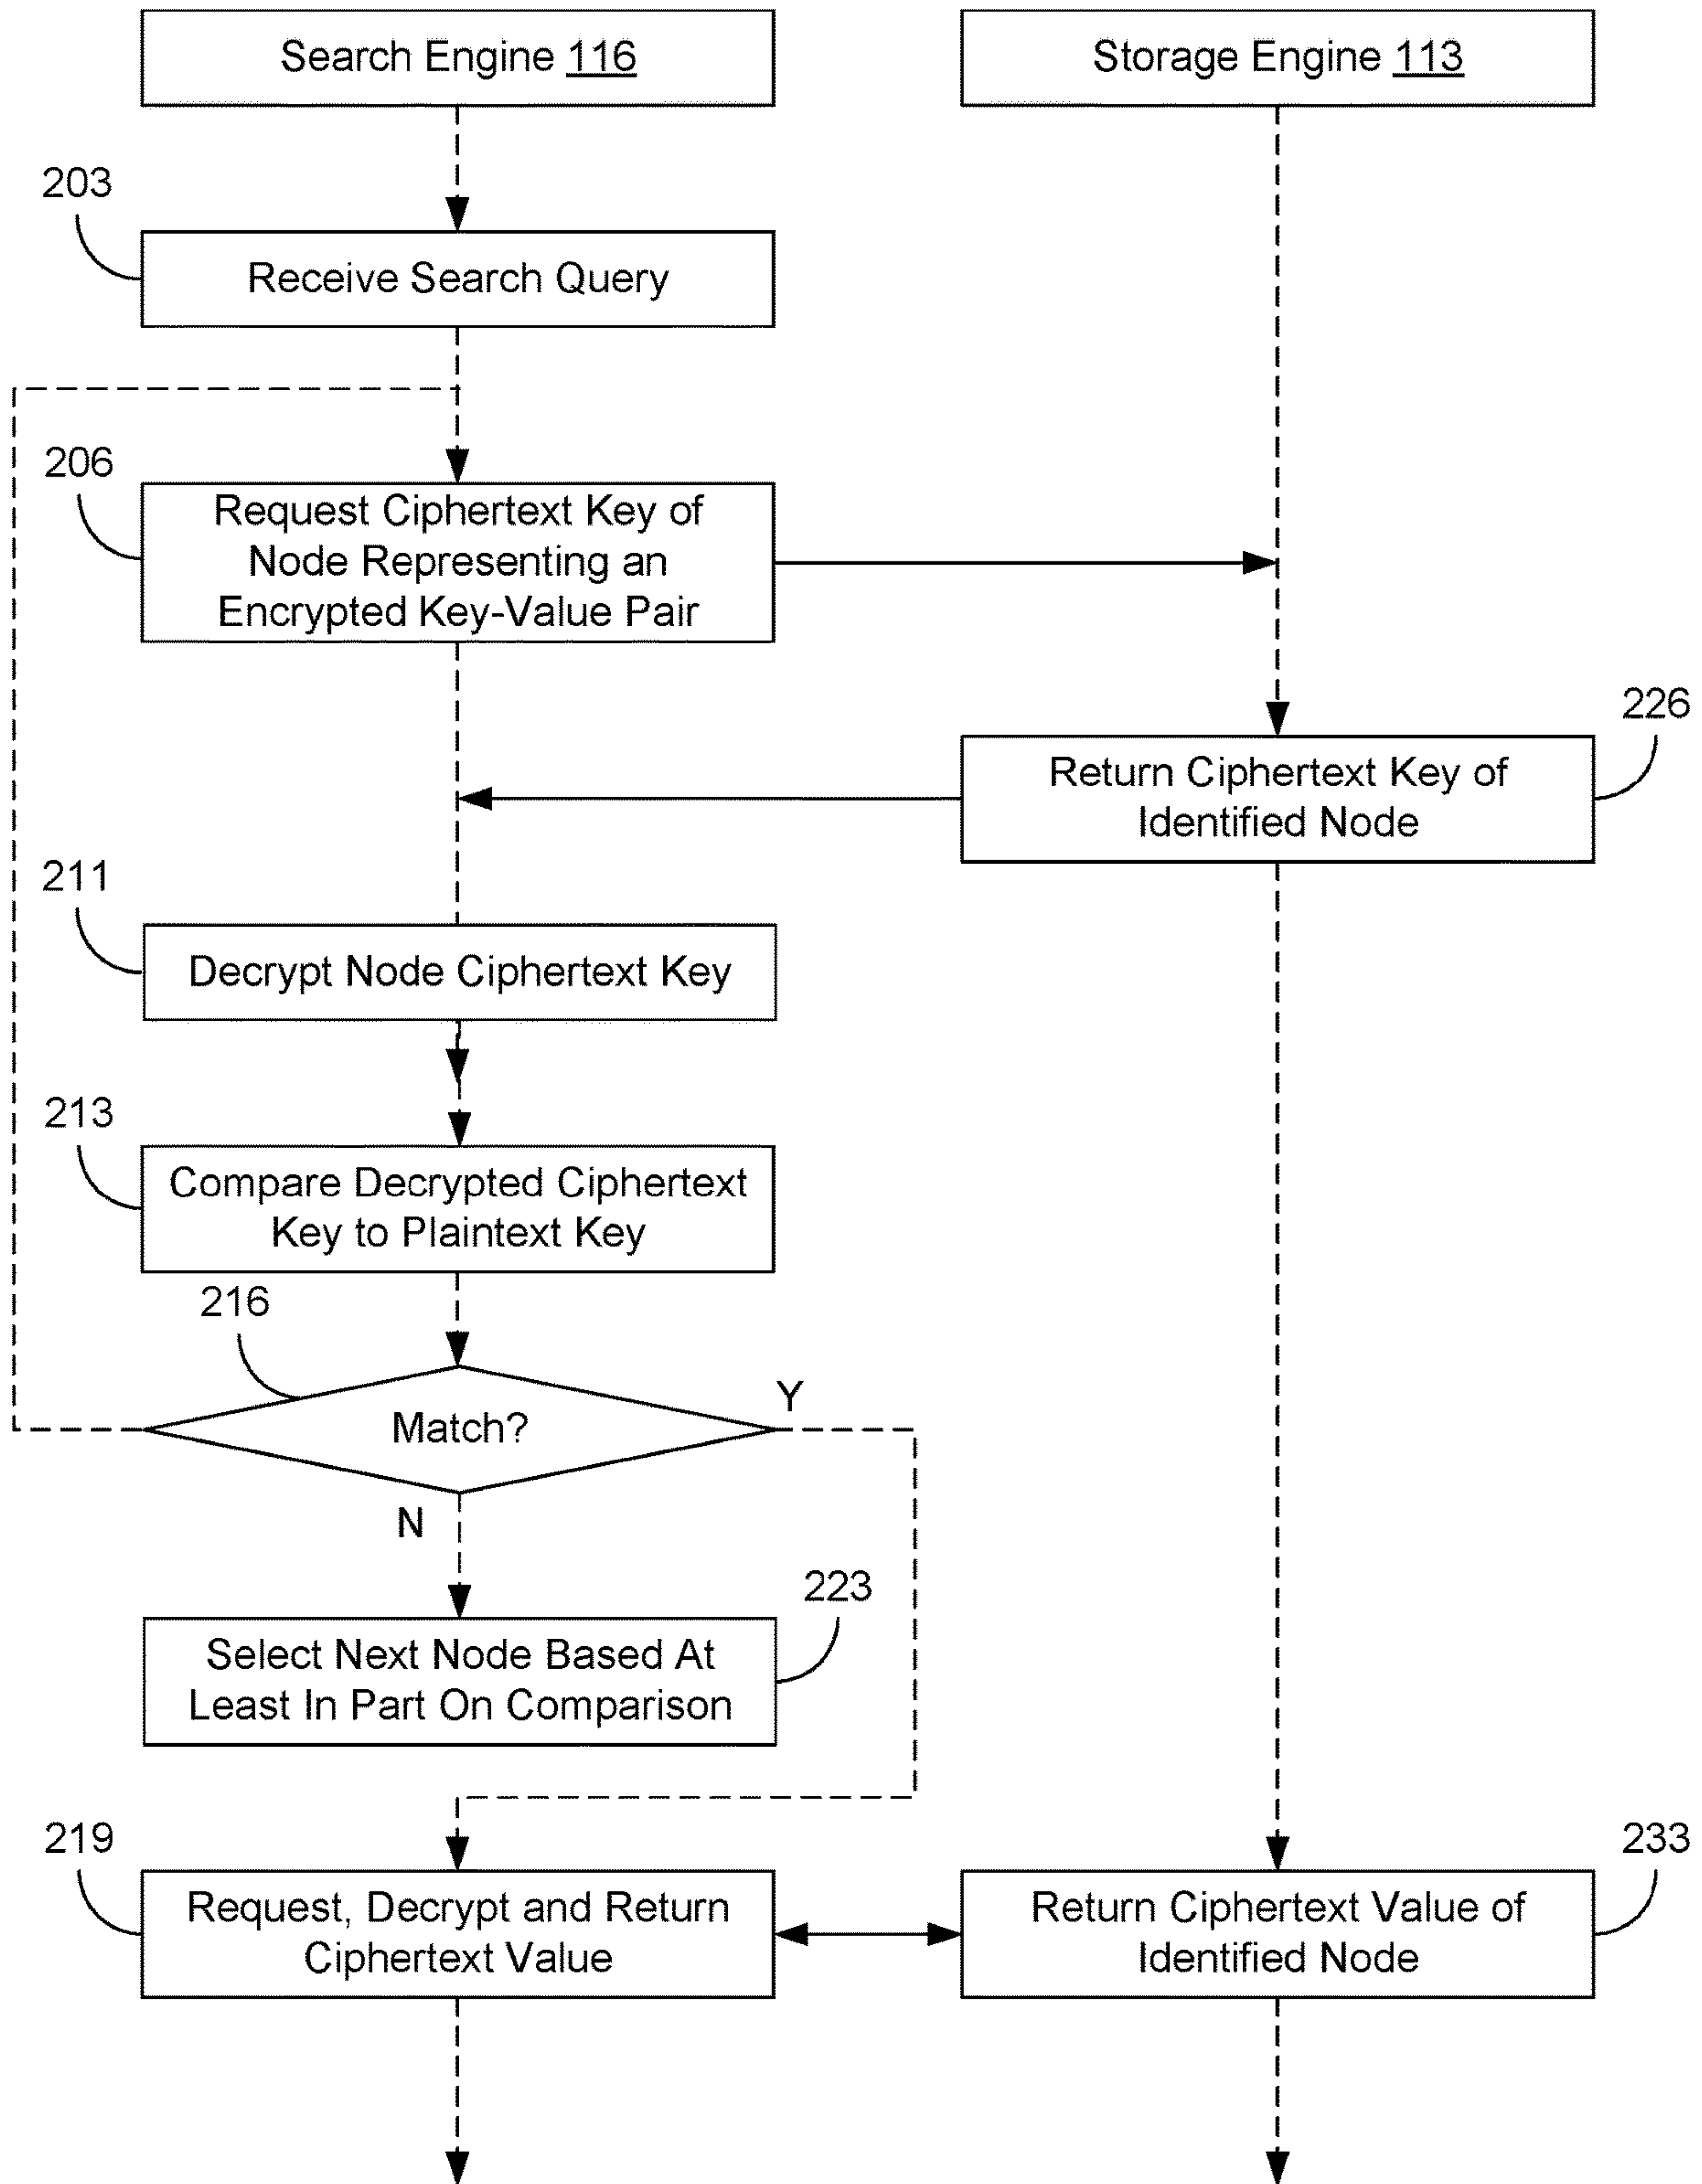 Search Engine 116
Storage Engine 113
203
Receive Search Query
206
Request Ciphertext Key of
Node Representing an
Encrypted Key-Value Pair
226
Return Ciphertext Key of
Identified Node
211
Decrypt Node Ciphertext Key
213
Compare Decrypted Ciphertext
Key to Plaintext Key
216
Match?
Y
N
223
Select Next Node Based At
Least In Part On Comparison
219
Request, Decrypt and Return
Ciphertext Value
233
Return Ciphertext Value of
Identified Node